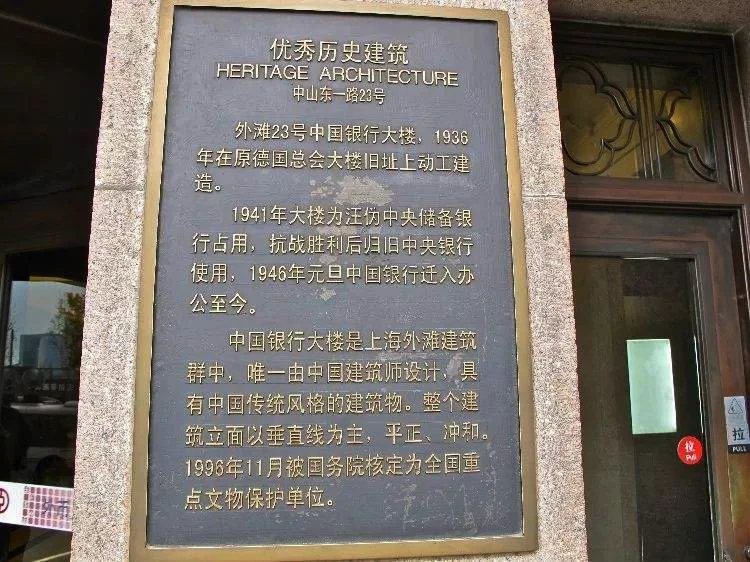 优秀历史建筑
HERITAGE ARCHITECTURE
中山东一路23号
外滩23号中国银行大楼，1936
年在原德国总会大楼旧址上动工建
造。
1941年大楼为汪伪中央储备银
行占用，抗战胜利后归旧中央银行
使用，1946年元旦中国银行迁入办
公至今。
中国银行大楼是上海外滩建筑
群中，唯一由中国建筑师设计，具
有中国传统风格的建筑物。整个建
筑立面以垂直线为主，平正、冲和。
1996年11月被国务院核定为全国重
点文物保护单位。
拉
Pull
拉
PULL